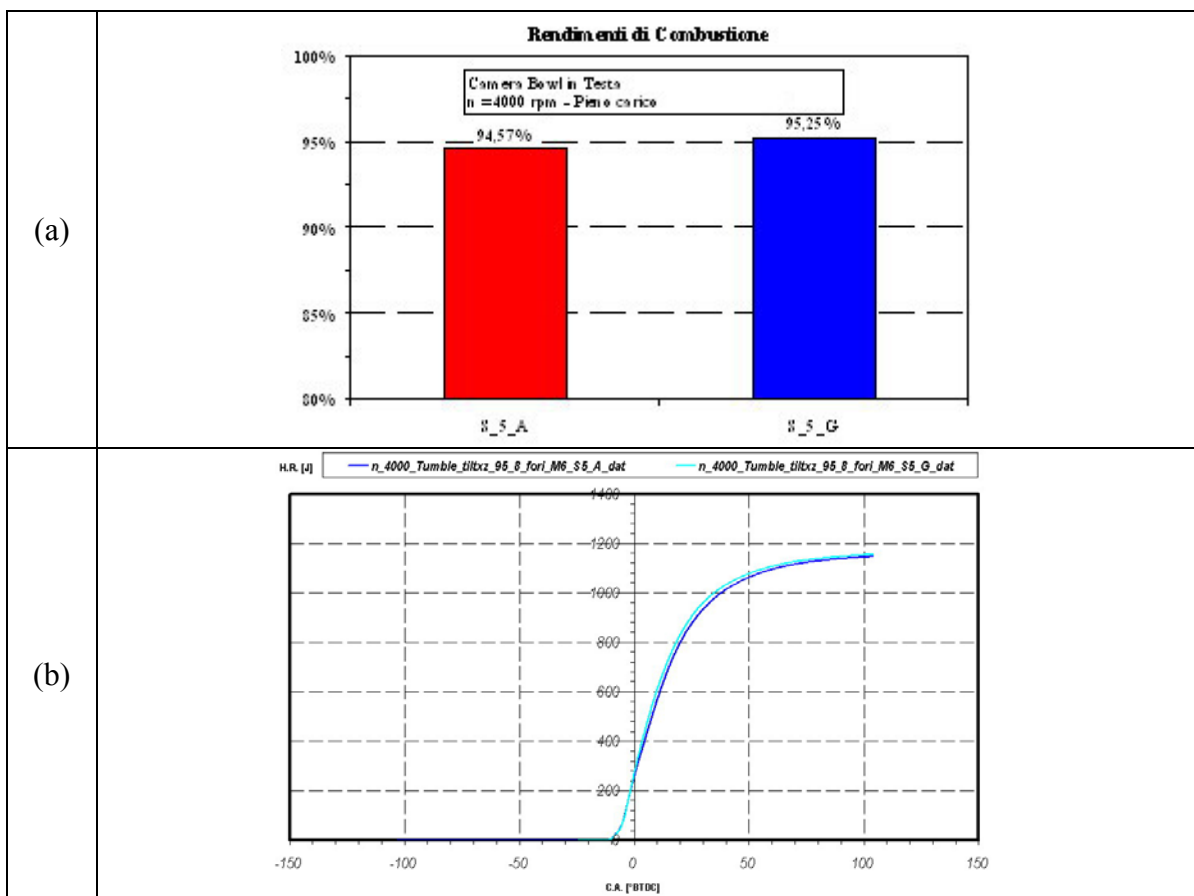 (a)
Rendimenti di Combustione
100%
95%
90%
85%
80%
Camera Bowl in Testa
n = 4000 rpm - Pieno carico
94,57%
95,25%
S_5_A
S_5_G
(b)
H.R. [J]
n_4000_Tumble_tiltxz_95_8_fori_M6_S5_A_dat
n_4000_Tumble_tiltxz_95_8_fori_M6_S5_G_dat
1400
1200
1000
800
600
400
200
0
-150 -100 -50 0 50 100 150
C.A. [°BTDC]